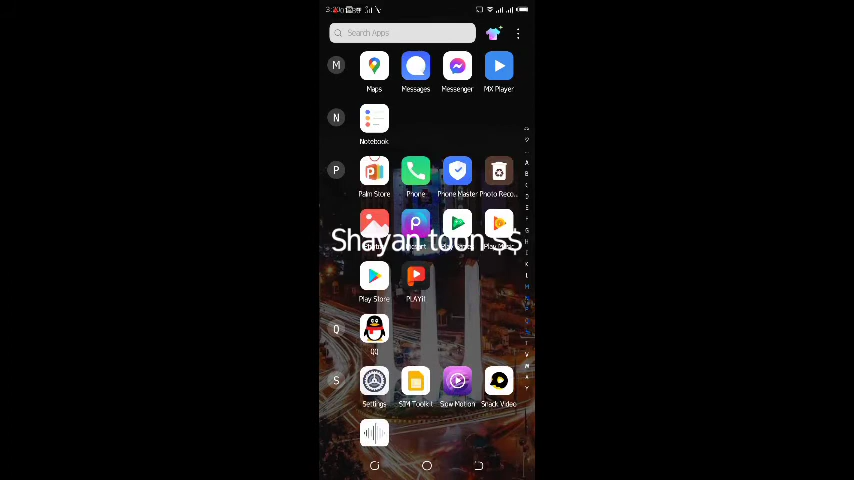 Search Apps
M
Maps
Messages
Messenger
MX Player
N
Notebook
P
Palm Store
Phone
Phone Master
Photo Reco...
Shayan toon $$
Play Store
PLAYit
Q
QQ
S
Settings
SIM Toolkit
Slow Motion
Snack Video